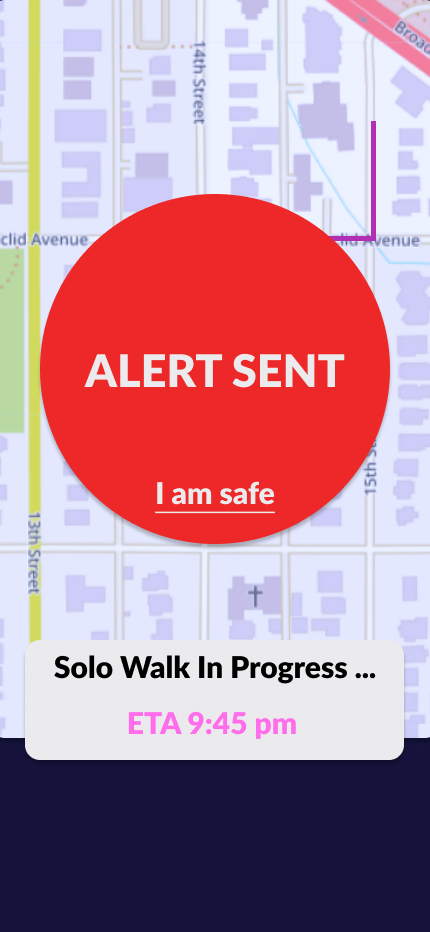 Broad
14th Street
clid Avenue
lid Avenue
ALERT SENT
15th St
I am safe
13th Street
Solo Walk In Progress ...
ETA 9:45 pm